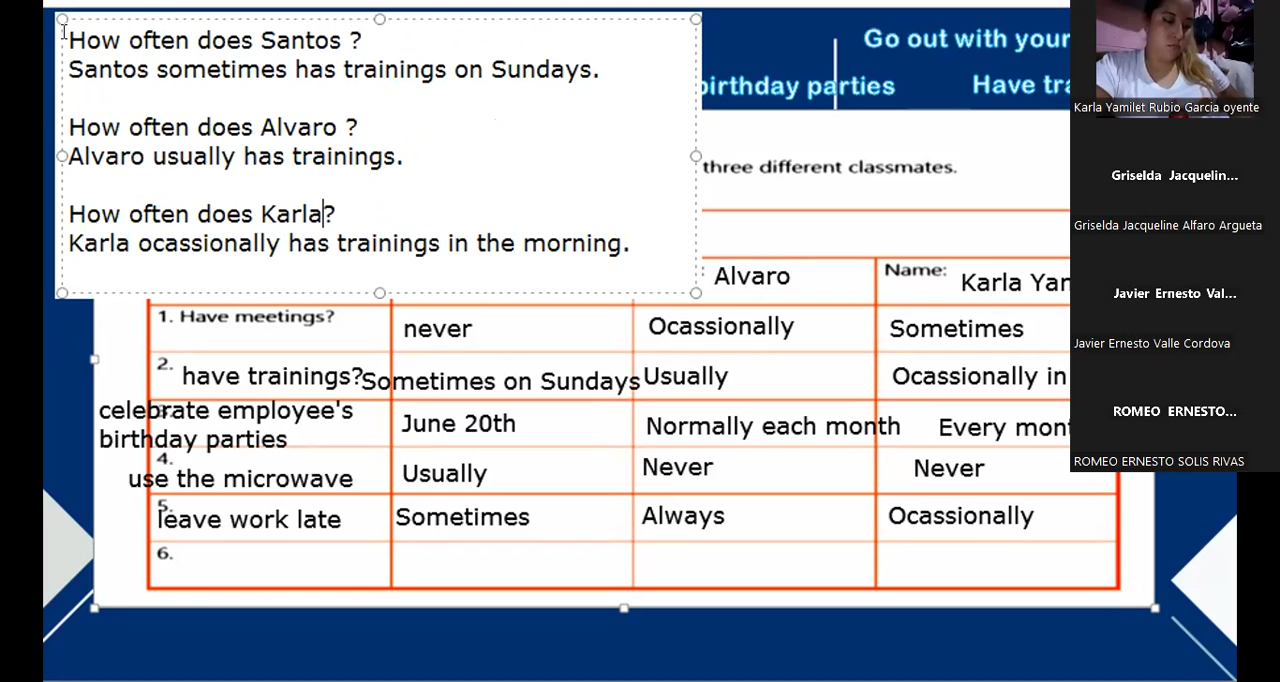 How often does Santos ?
Santos sometimes has trainings on Sundays.
How often does Alvaro ?
Alvaro usually has trainings.
How often does Karla?
Karla ocassionally has trainings in the morning.
Go out with your
birthday parties
Have tra
three different classmates.
: Alvaro
Name: Karla Yam
1. Have meetings?
never
Ocassionally
Sometimes
2. have trainings?
Sometimes on Sundays
Usually
Ocassionally in
3. celebrate employee's
birthday parties
June 20th
Normally each month
Every mont
4. use the microwave
Usually
Never
Never
5. leave work late
Sometimes
Always
Ocassionally
6.
Karla Yamilet Rubio Garcia oyente
Griselda Jacquelin...
Griselda Jacqueline Alfaro Argueta
Javier Ernesto Val...
Javier Ernesto Valle Cordova
ROMEO ERNESTO...
ROMEO ERNESTO SOLIS RIVAS